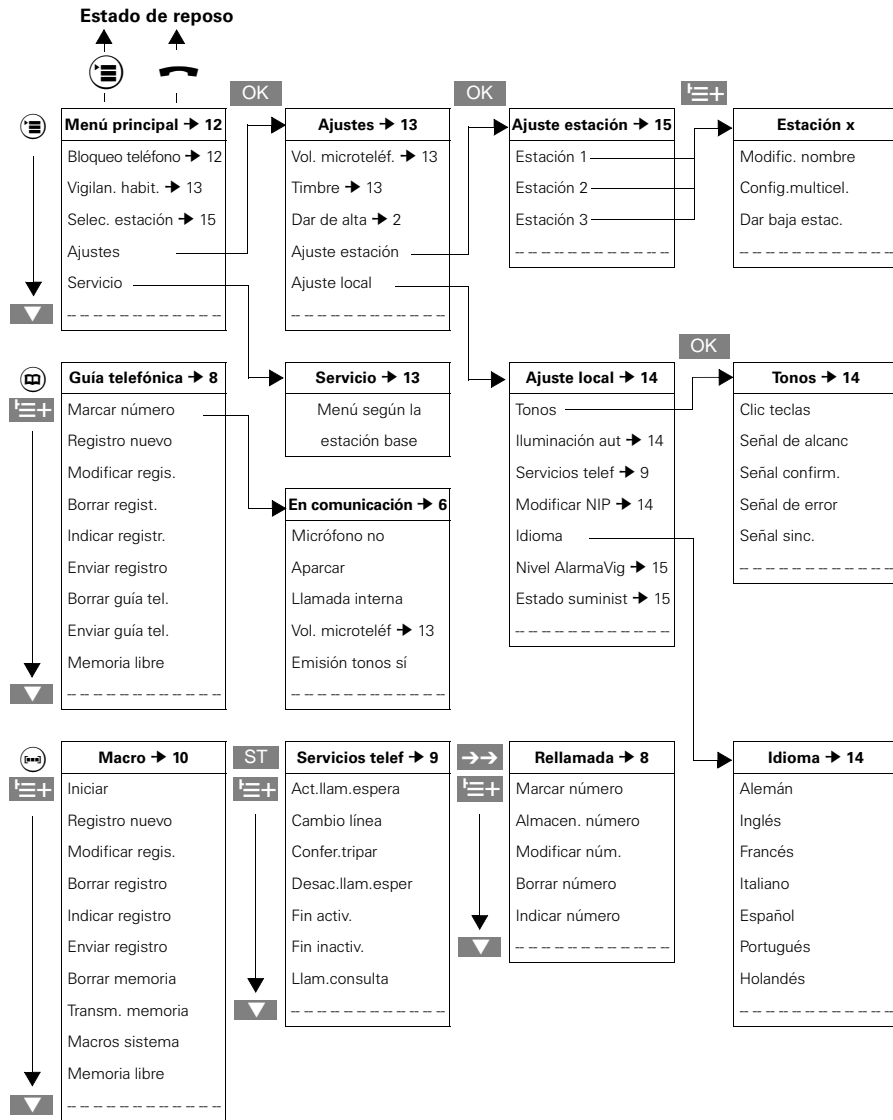 Estado de reposo
OK
OK
Menú principal → 12
Bloqueo teléfono → 12
Vigilan. habit. → 13
Selec. estación → 15
Ajustes
Servicio
Ajustes → 13
Vol. microteléf. → 13
Timbre → 13
Dar de alta → 2
Ajuste estación
Ajuste local
Ajuste estación → 15
Estación 1
Estación 2
Estación 3
Estación x
Modific. nombre
Config.multicel.
Dar baja estac.
Guía telefónica → 8
Marcar número
Registro nuevo
Modificar regis.
Borrar regist.
Indicar registr.
Enviar registro
Borrar guía tel.
Enviar guía tel.
Memoria libre
Servicio → 13
Menú según la
estación base
En comunicación → 6
Micrófono no
Aparcar
Llamada interna
Vol. microteléf → 13
Emisión tonos sí
Ajuste local → 14
Tonos
Iluminación aut → 14
Servicios telef → 9
Modificar NIP → 14
Idioma
Nivel AlarmaVig → 15
Estado suminist → 15
OK
Tonos → 14
Clic teclas
Señal de alcanc
Señal confirm.
Señal de error
Señal sinc.
Macro → 10
Iniciar
Registro nuevo
Modificar regis.
Borrar registro
Indicar registro
Enviar registro
Borrar memoria
Transm. memoria
Macros sistema
Memoria libre
ST
Servicios telef → 9
Act.llam.espera
Cambio línea
Confer.tripar
Desac.llam.esper
Fin activ.
Fin inactiv.
Llam.consulta
Rellamada → 8
Marcar número
Almacen. número
Modificar núm.
Borrar número
Indicar número
Idioma → 14
Alemán
Inglés
Francés
Italiano
Español
Portugués
Holandés